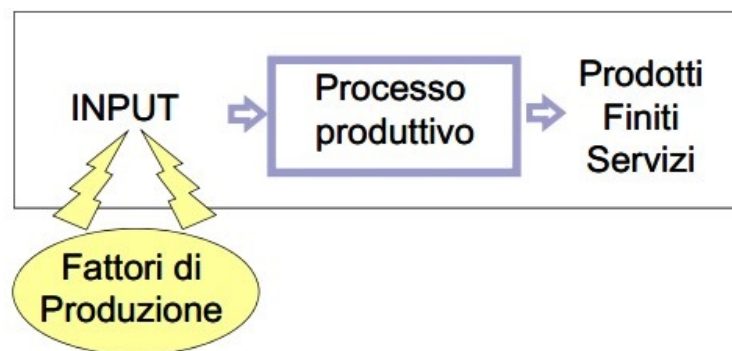 INPUT
Processo
produttivo
Prodotti
Finiti
Servizi
Fattori di
Produzione